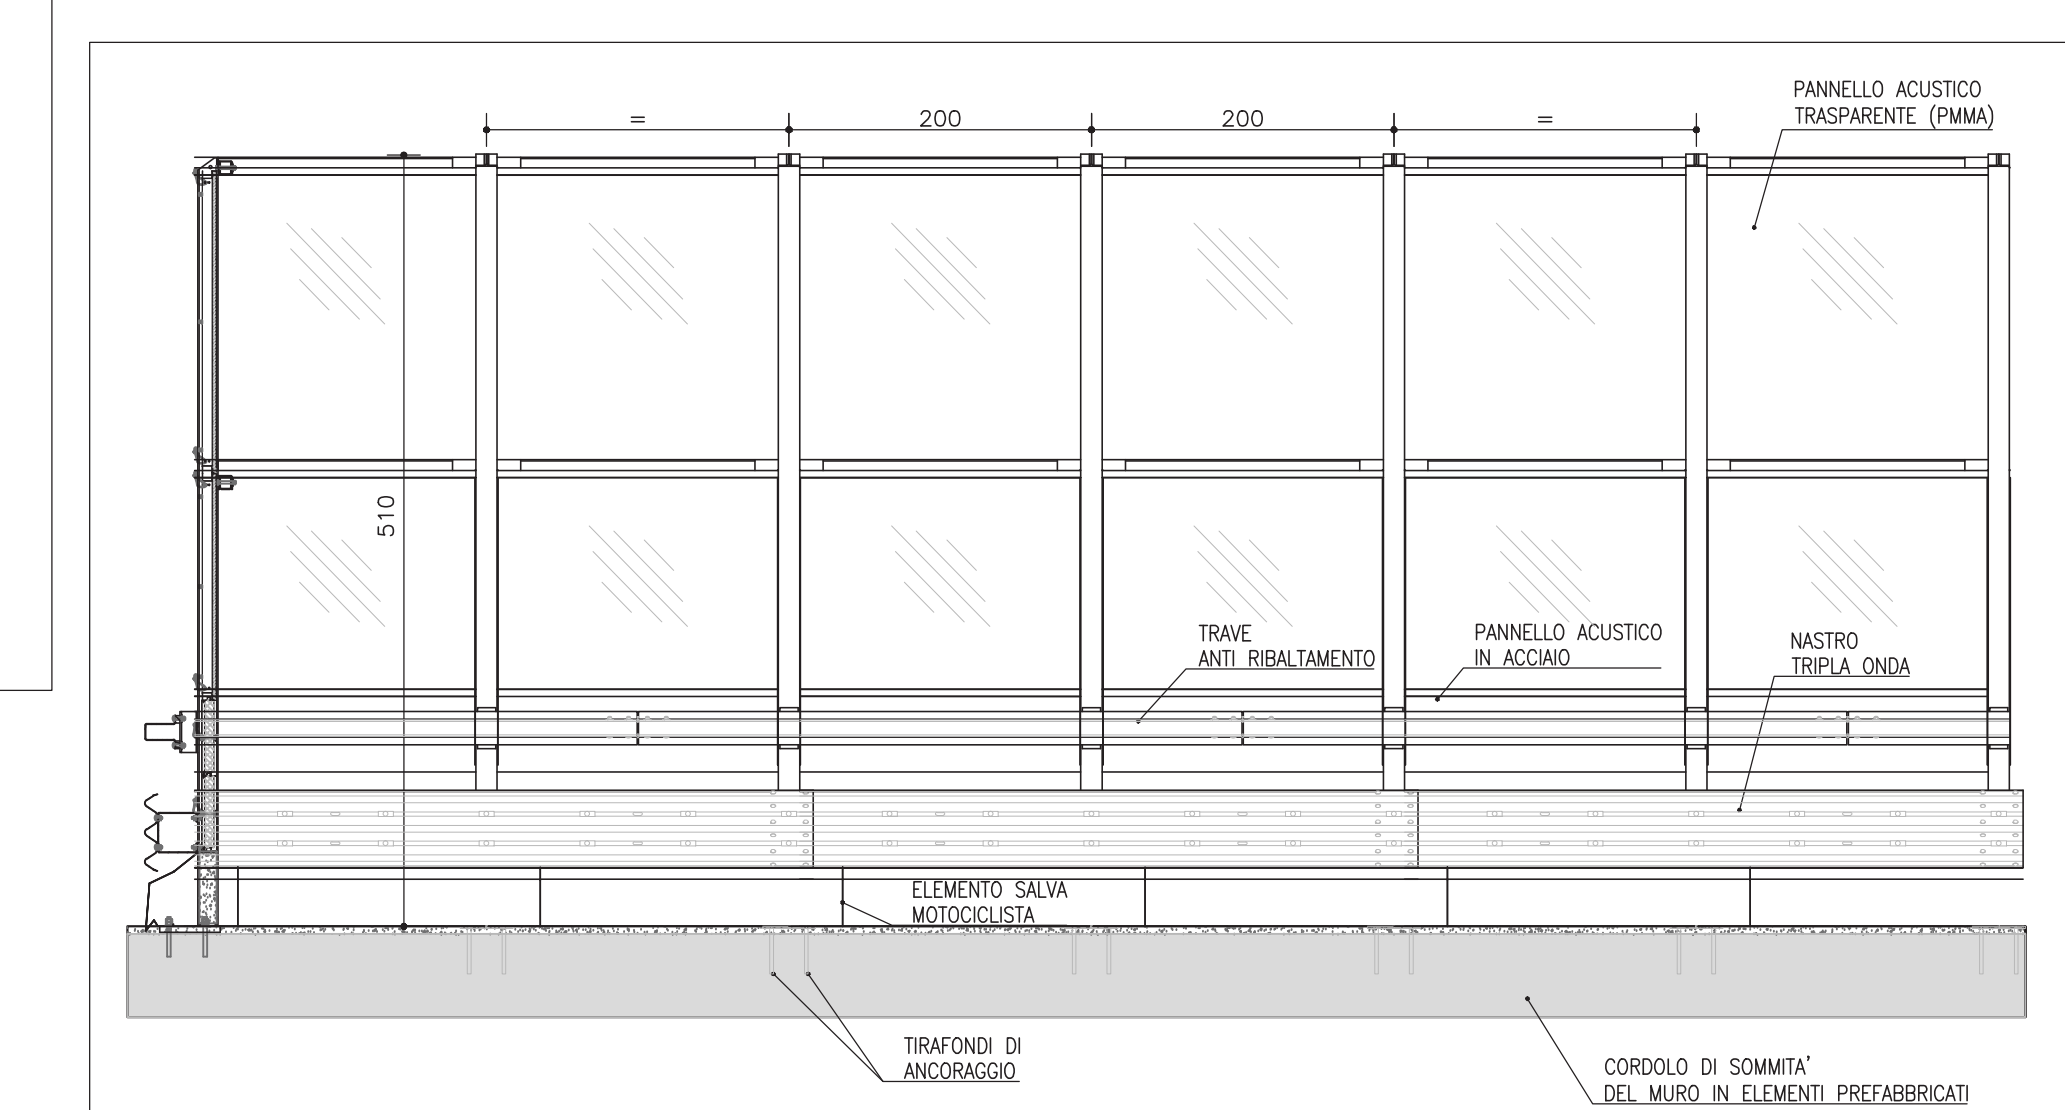 PANNELLO ACUSTICO
TRASPARENTE (PMMA)
=
200
200
=
510
TRAVE
ANTI RIBALTAMENTO
PANNELLO ACUSTICO
IN ACCIAIO
NASTRO
TRIPLA ONDA
ELEMENTO SALVA
MOTOCICLISTA
TIRAFONDI DI
ANCORAGGIO
CORDOLO DI SOMMITA'
DEL MURO IN ELEMENTI PREFABBRICATI